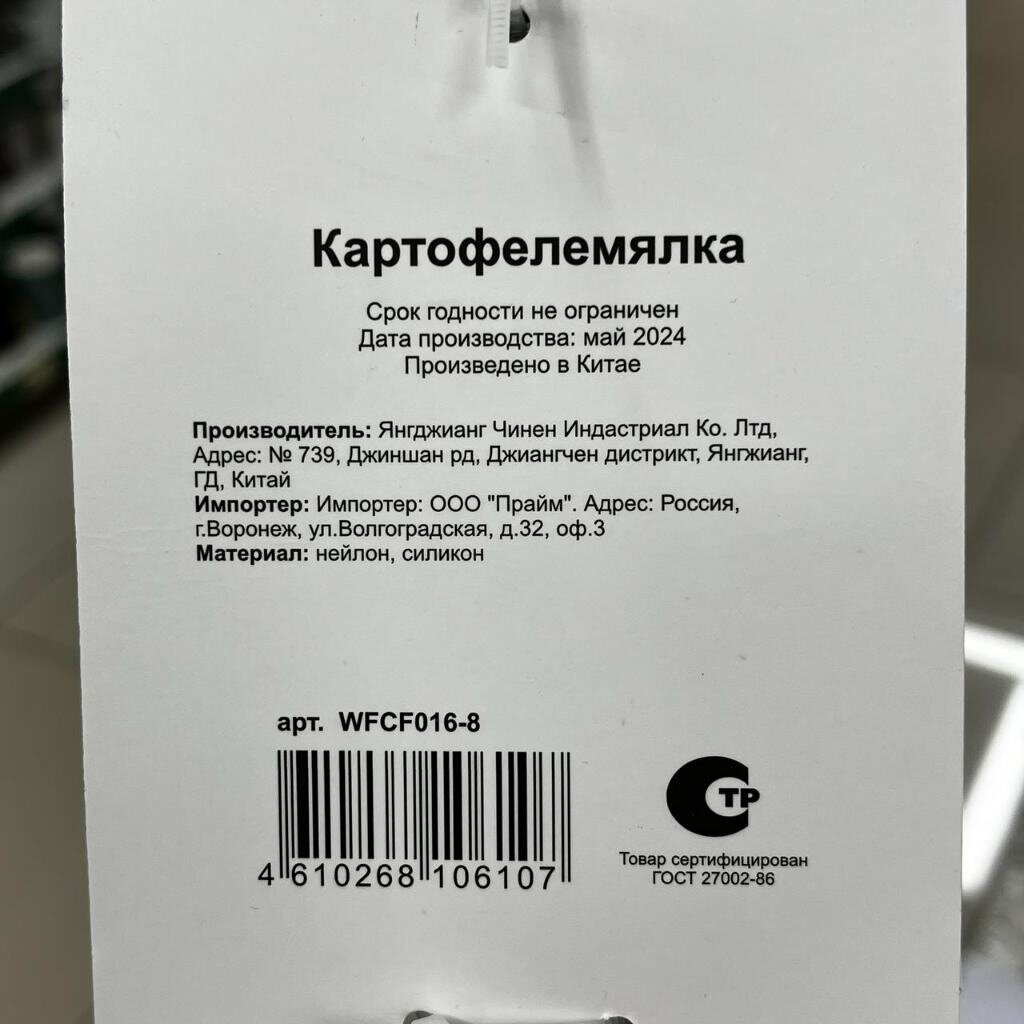 Картофелемялка
Срок годности не ограничен
Дата производства: май 2024
Произведено в Китае
Производитель: Янгджианг Чинен Индастриал Ко. Лтд,
Адрес: № 739, Джиншан рд, Джиангчен дистрикт, Янгжианг,
ГД, Китай
Импортер: Импортер: ООО "Прайм". Адрес: Россия,
г.Воронеж, ул.Волгоградская, д.32, оф.3
Материал: нейлон, силикон
арт. WFCF016-8
4 610268 106107
ТР
Товар сертифицирован
ГОСТ 27002-86